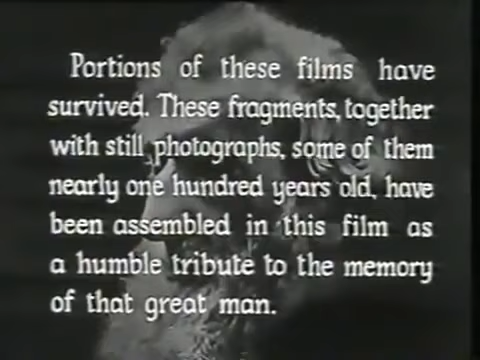 Portions of these films have
survived. These fragments, together
with still photographs, some of them
nearly one hundred years old, have
been assembled in this film as
a humble tribute to the memory
of that great man.